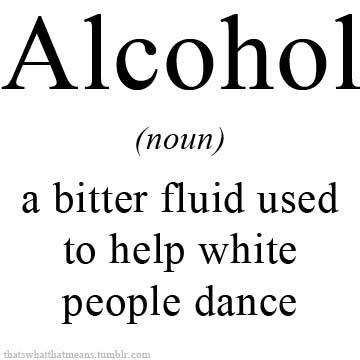 Alcohol
(noun)
a bitter fluid used
to help white
people dance
thatswhatthatmeans.tumblr.com